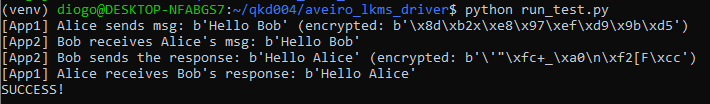 (venv) diogo@DESKTOP-NFABGS7:~/qkd004/aveiro_lkms_driver$ python run_test.py
[App1] Alice sends msg: b'Hello Bob' (encrypted: b'\x8d\xb2x\xe8\x97\xef\xd9\x9b\xd5')
[App2] Bob receives Alice's msg: b'Hello Bob'
[App2] Bob sends the response: b'Hello Alice' (encrypted: b'\'"\xfc+_\xa0\n\xf2[F\xcc')
[App1] Alice receives Bob's response: b'Hello Alice'
SUCCESS!